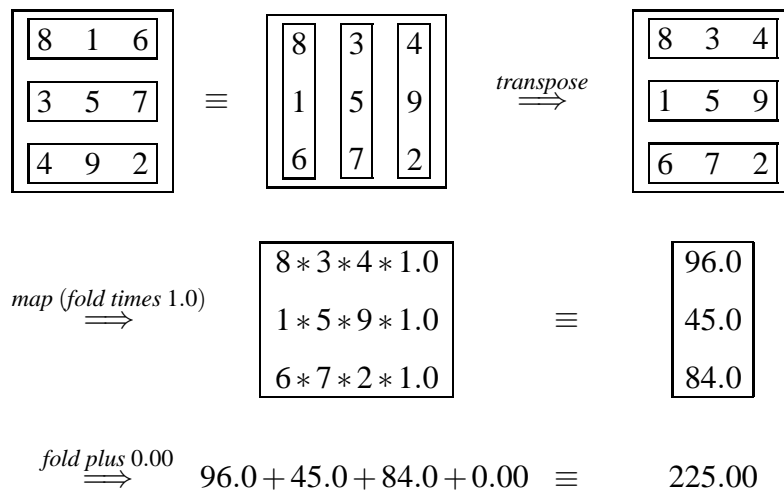 8 1 6 8 3 4 8 3 4
3 5 7 ≡ 1 5 9 transpose ⟹ 1 5 9
4 9 2 6 7 2 6 7 2
8 ∗ 3 ∗ 4 ∗ 1.0 96.0
map (fold times 1.0) ⟹ 1 ∗ 5 ∗ 9 ∗ 1.0 ≡ 45.0
6 ∗ 7 ∗ 2 ∗ 1.0 84.0
fold plus 0.00 ⟹ 96.0 + 45.0 + 84.0 + 0.00 ≡ 225.00